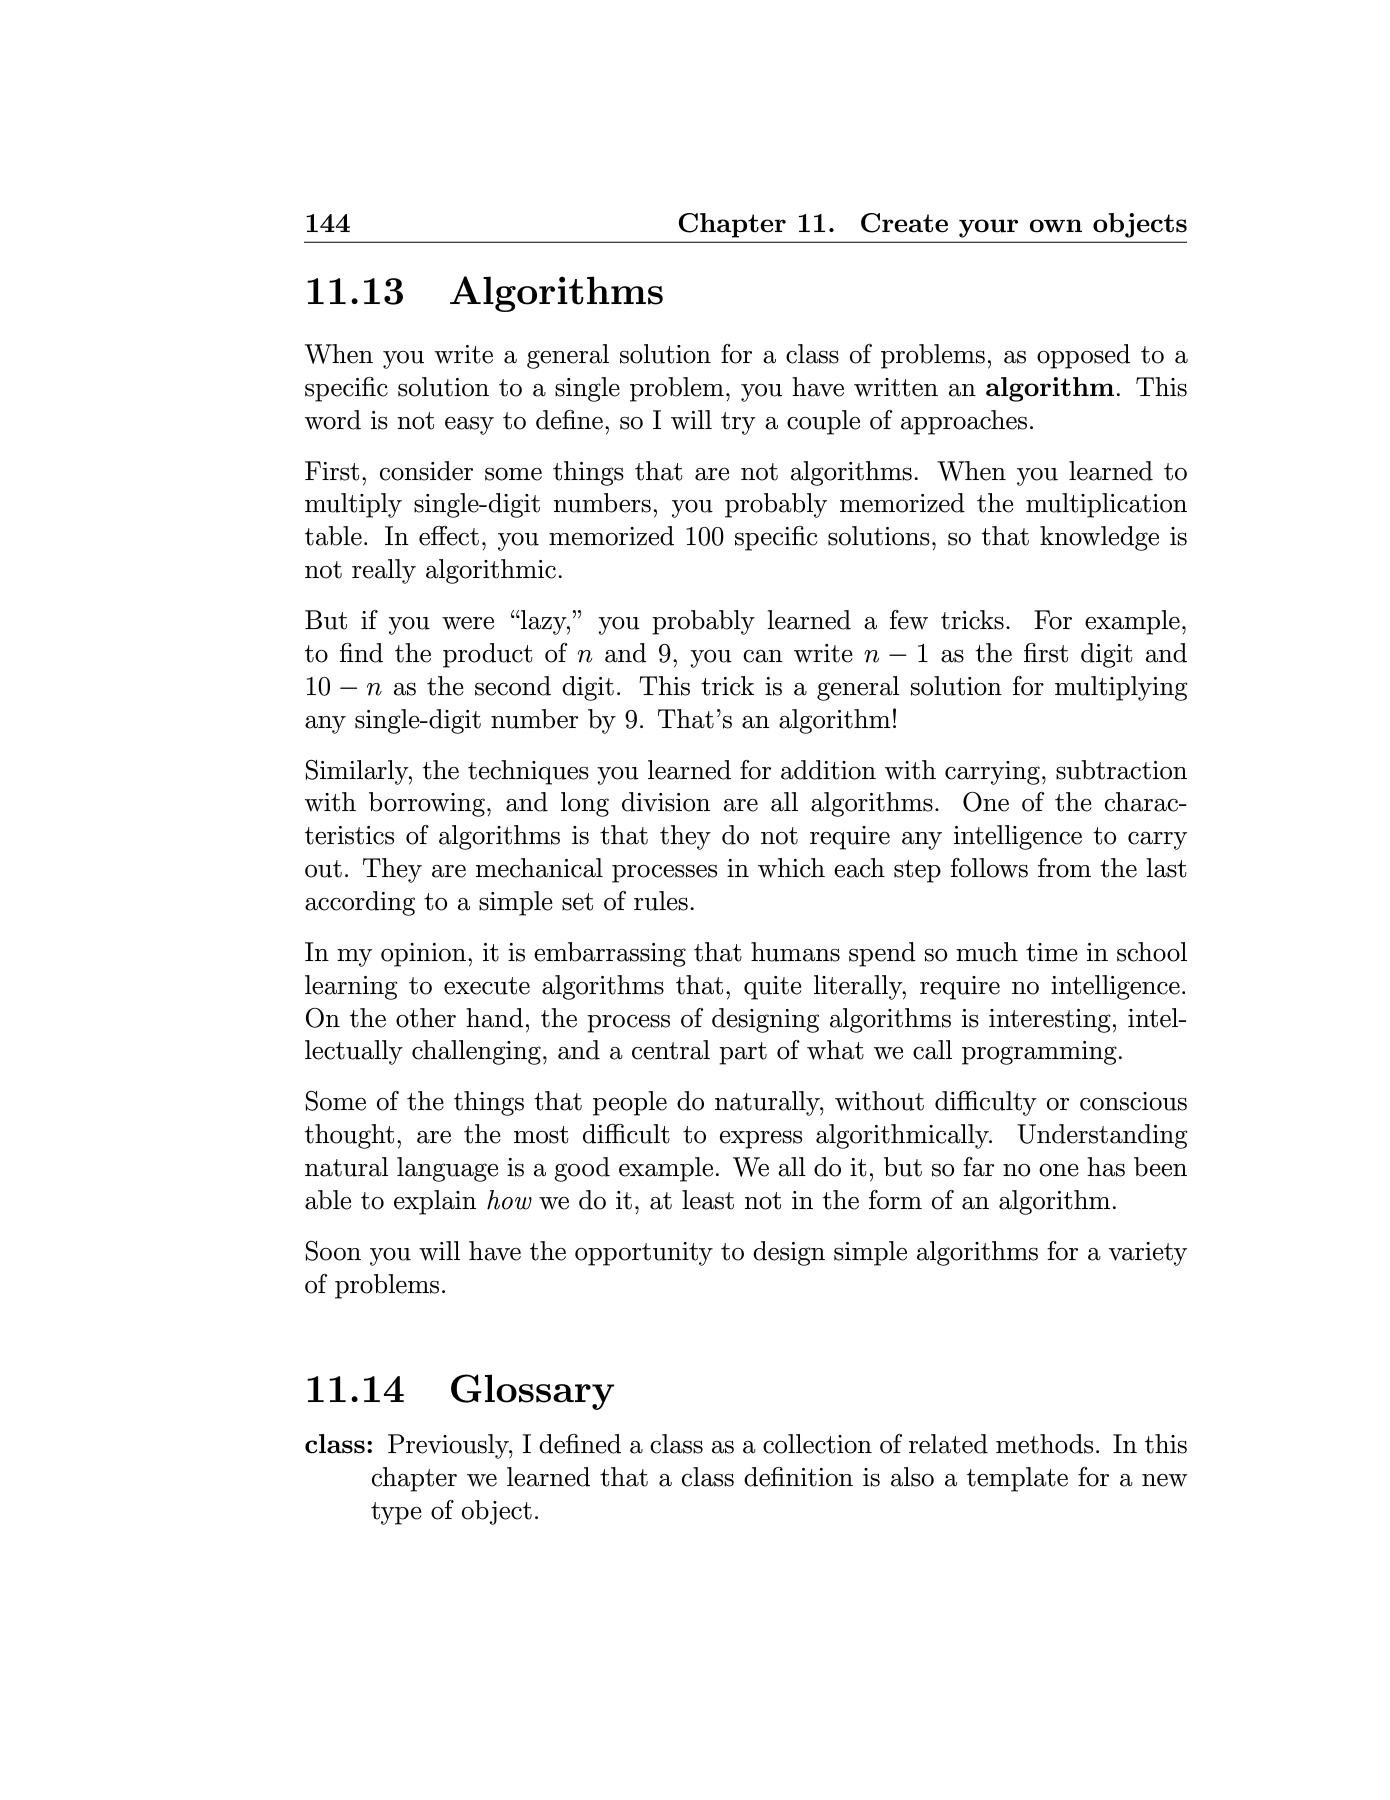 144 Chapter 11. Create your own objects
11.13 Algorithms
When you write a general solution for a class of problems, as opposed to a
specific solution to a single problem, you have written an algorithm. This
word is not easy to define, so I will try a couple of approaches.
First, consider some things that are not algorithms. When you learned to
multiply single-digit numbers, you probably memorized the multiplication
table. In effect, you memorized 100 specific solutions, so that knowledge is
not really algorithmic.
But if you were “lazy,” you probably learned a few tricks. For example,
to find the product of n and 9, you can write n − 1 as the first digit and
10 − n as the second digit. This trick is a general solution for multiplying
any single-digit number by 9. That’s an algorithm!
Similarly, the techniques you learned for addition with carrying, subtraction
with borrowing, and long division are all algorithms. One of the charac-
teristics of algorithms is that they do not require any intelligence to carry
out. They are mechanical processes in which each step follows from the last
according to a simple set of rules.
In my opinion, it is embarrassing that humans spend so much time in school
learning to execute algorithms that, quite literally, require no intelligence.
On the other hand, the process of designing algorithms is interesting, intel-
lectually challenging, and a central part of what we call programming.
Some of the things that people do naturally, without difficulty or conscious
thought, are the most difficult to express algorithmically. Understanding
natural language is a good example. We all do it, but so far no one has been
able to explain how we do it, at least not in the form of an algorithm.
Soon you will have the opportunity to design simple algorithms for a variety
of problems.
11.14 Glossary
class: Previously, I defined a class as a collection of related methods. In this
chapter we learned that a class definition is also a template for a new
type of object.